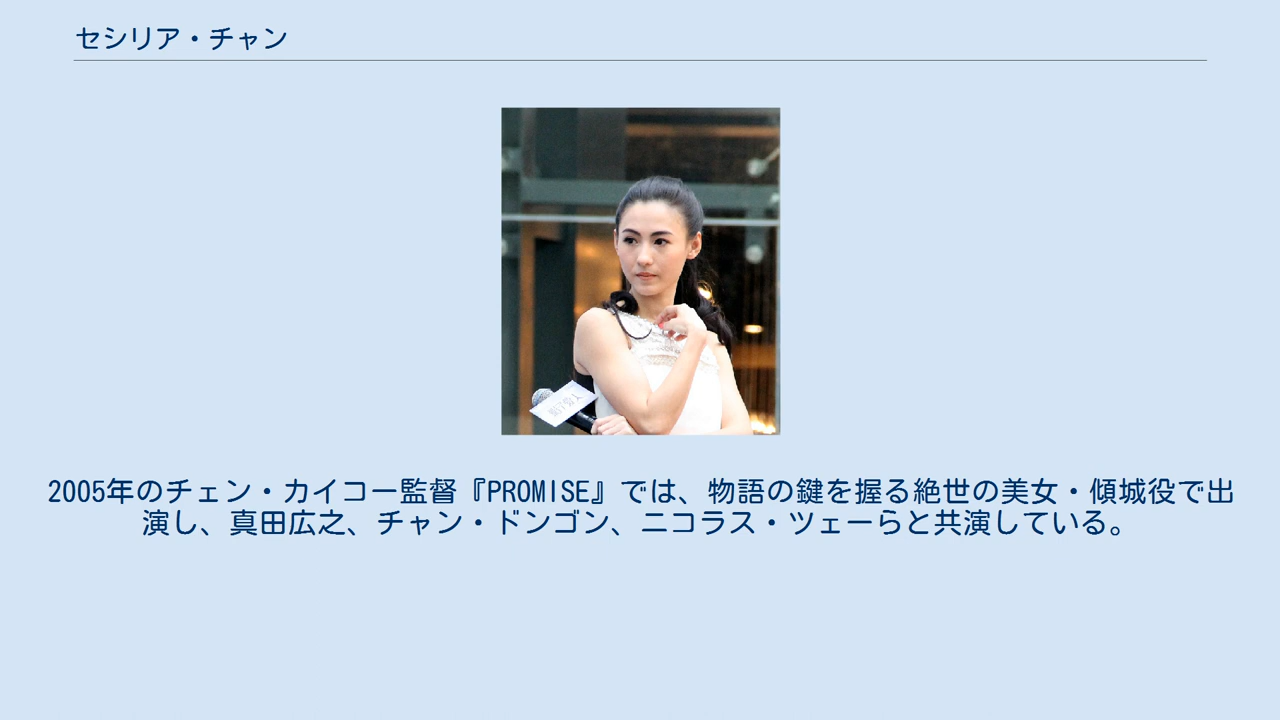 セシリア・チャン
2005年のチェン・カイコー監督『PROMISE』では、物語の鍵を握る絶世の美女・傾城役で出
演し、真田広之、チャン・ドンゴン、ニコラス・ツェーらと共演している。